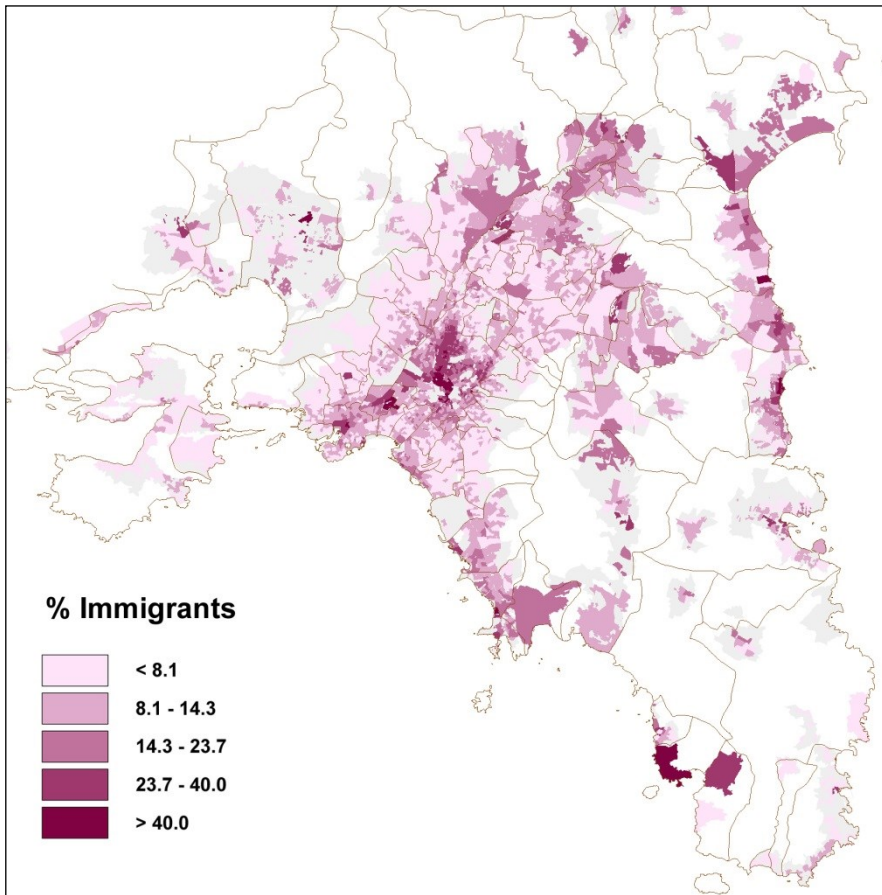 % Immigrants
< 8.1
8.1 - 14.3
14.3 - 23.7
23.7 - 40.0
> 40.0